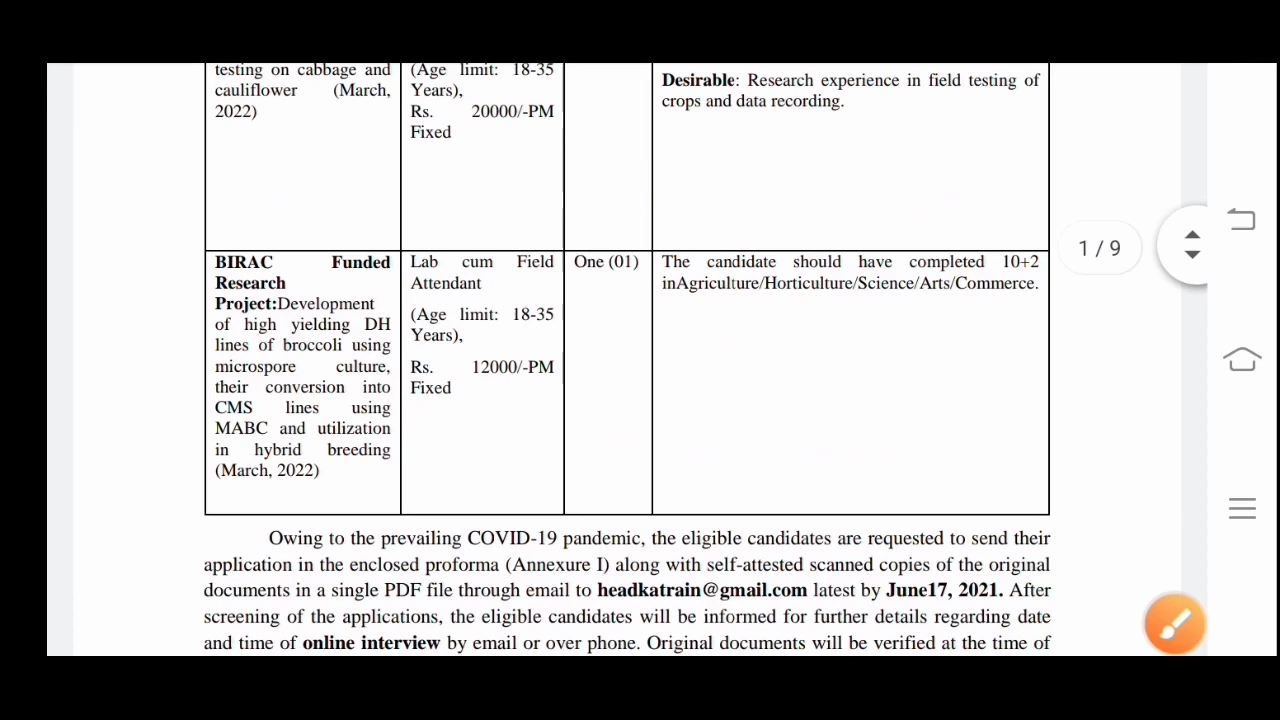 testing on cabbage and
cauliflower (March,
2022)
(Age limit: 18-35
Years),
Rs. 20000/-PM
Fixed
Desirable: Research experience in field testing of
crops and data recording.
BIRAC Funded
Research
Project:Development
of high yielding DH
lines of broccoli using
microspore culture,
their conversion into
CMS lines using
MABC and utilization
in hybrid breeding
(March, 2022)
Lab cum Field
Attendant
(Age limit: 18-35
Years),
Rs. 12000/-PM
Fixed
One (01)
The candidate should have completed 10+2
inAgriculture/Horticulture/Science/Arts/Commerce.
1 / 9
Owing to the prevailing COVID-19 pandemic, the eligible candidates are requested to send their
application in the enclosed proforma (Annexure I) along with self-attested scanned copies of the original
documents in a single PDF file through email to headkatrain@gmail.com latest by June17, 2021. After
screening of the applications, the eligible candidates will be informed for further details regarding date
and time of online interview by email or over phone. Original documents will be verified at the time of